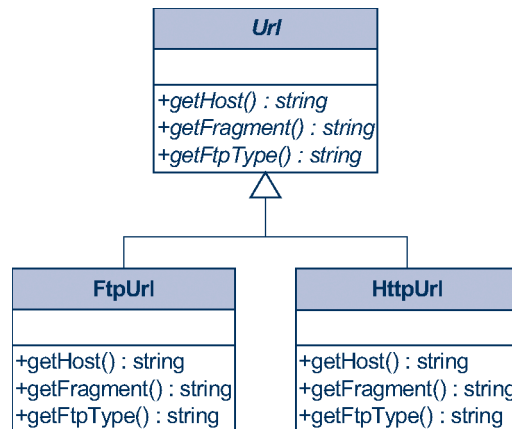 Url
+getHost() : string
+getFragment() : string
+getFtpType() : string
FtpUrl
+getHost() : string
+getFragment() : string
+getFtpType() : string
HttpUrl
+getHost() : string
+getFragment() : string
+getFtpType() : string